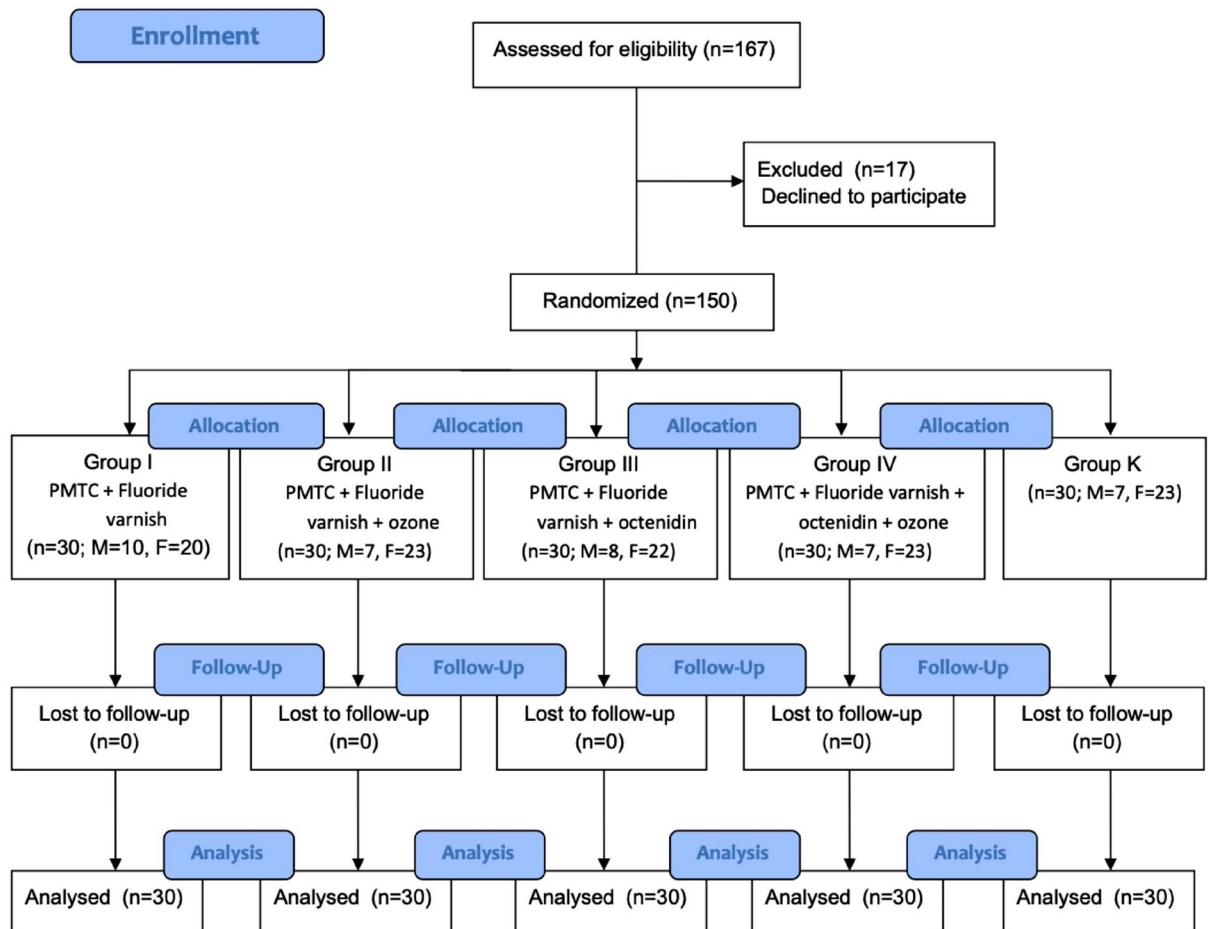 Enrollment
Assessed for eligibility (n=167)
Excluded (n=17)
Declined to participate
Randomized (n=150)
Allocation
Allocation
Allocation
Allocation
Group I
PMTC + Fluoride
varnish
(n=30; M=10, F=20)
Group II
PMTC + Fluoride
varnish + ozone
(n=30; M=7, F=23)
Group III
PMTC + Fluoride
varnish + octenidin
(n=30; M=8, F=22)
Group IV
PMTC + Fluoride varnish +
octenidin + ozone
(n=30; M=7, F=23)
Group K
(n=30; M=7, F=23)
Follow-Up
Follow-Up
Follow-Up
Follow-Up
Lost to follow-up
(n=0)
Lost to follow-up
(n=0)
Lost to follow-up
(n=0)
Lost to follow-up
(n=0)
Lost to follow-up
(n=0)
Analysis
Analysis
Analysis
Analysis
Analysed (n=30)
Analysed (n=30)
Analysed (n=30)
Analysed (n=30)
Analysed (n=30)